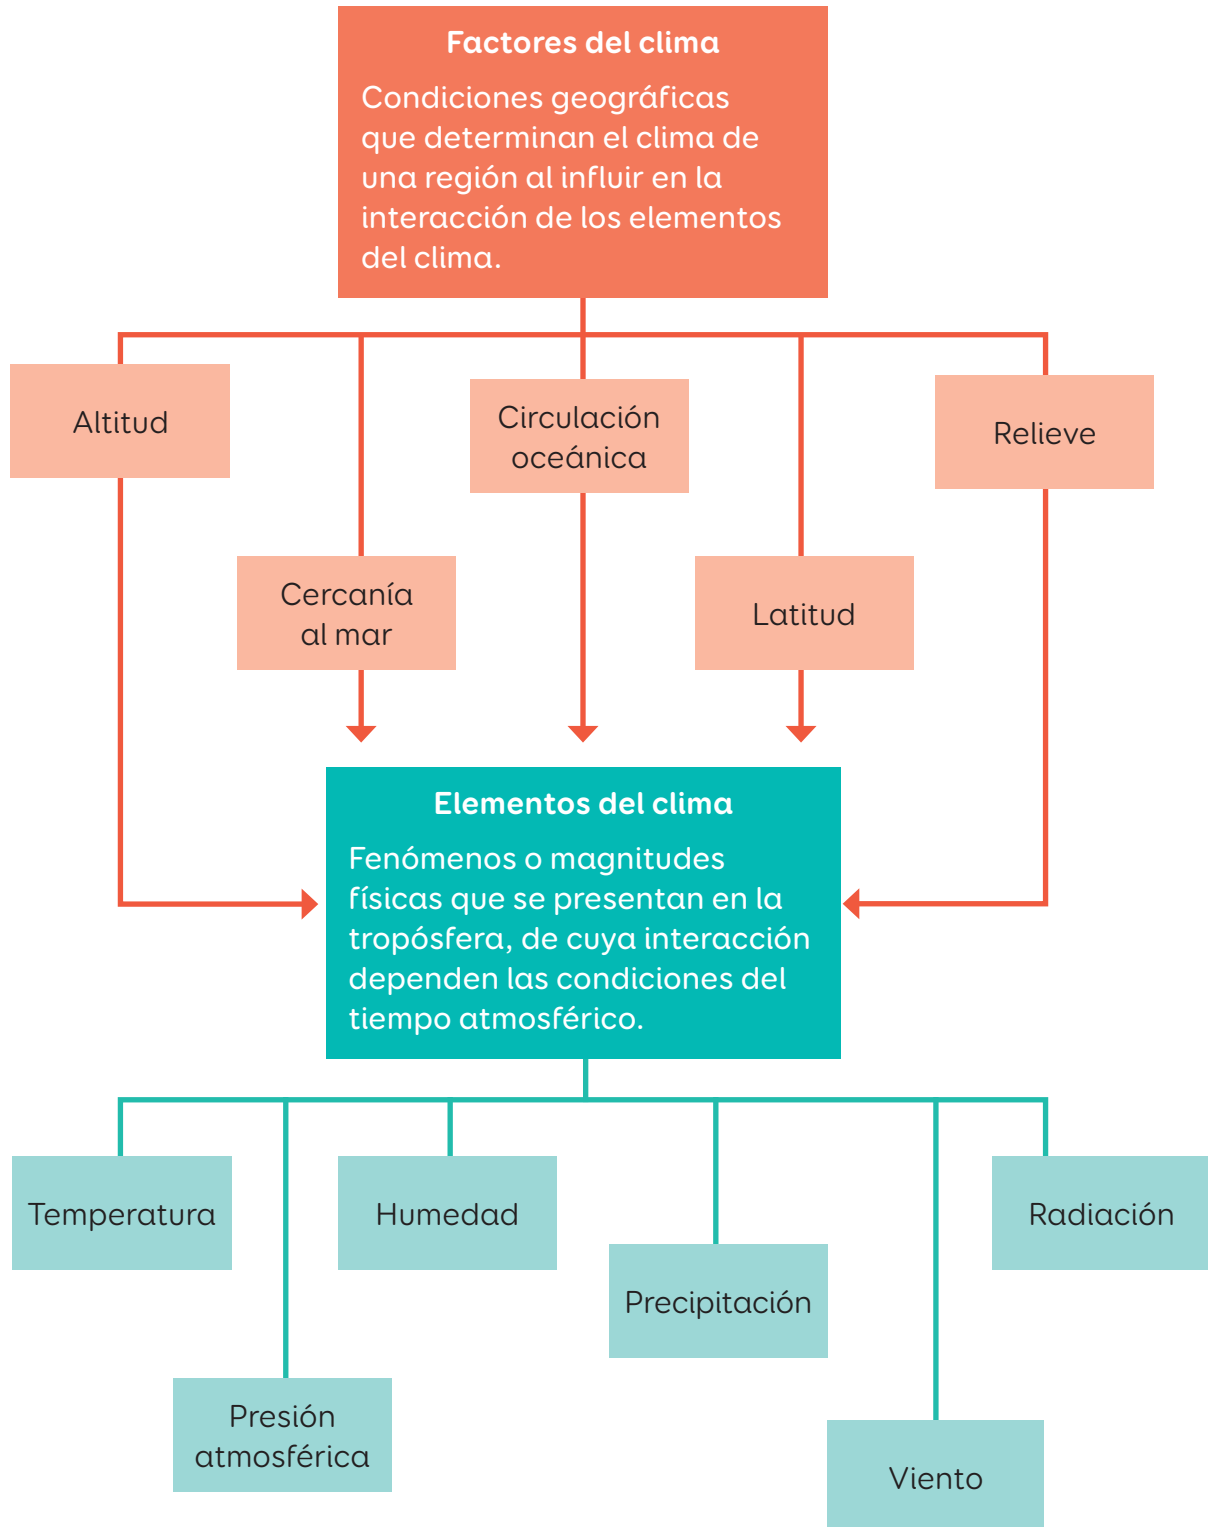 Factores del clima
Condiciones geográficas
que determinan el clima de
una región al influir en la
interacción de los elementos
del clima.
Altitud
Circulación
oceánica
Relieve
Cercanía
al mar
Latitud
Elementos del clima
Fenómenos o magnitudes
físicas que se presentan en la
tropósfera, de cuya interacción
dependen las condiciones del
tiempo atmosférico.
Temperatura
Humedad
Radiación
Precipitación
Presión
atmosférica
Viento